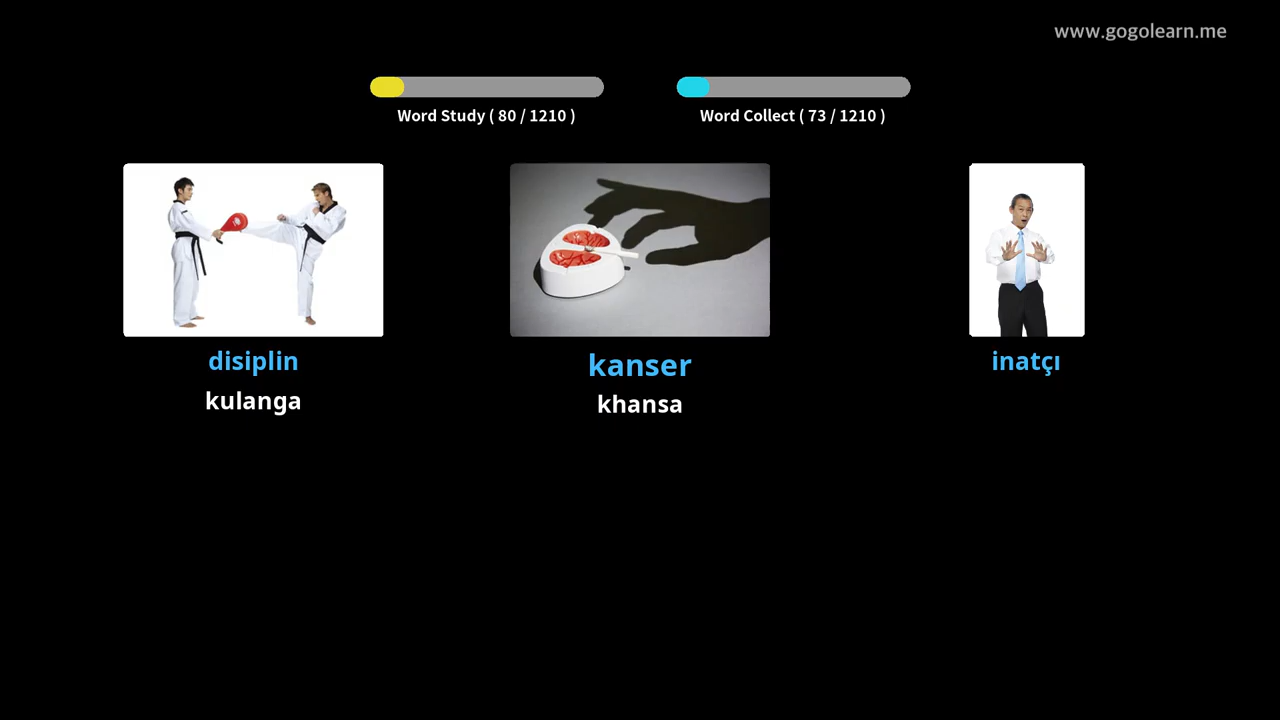 www.gogolearn.me
Word Study ( 80 / 1210 )
Word Collect ( 73 / 1210 )
disiplin
kulanga
kanser
khansa
inatçı